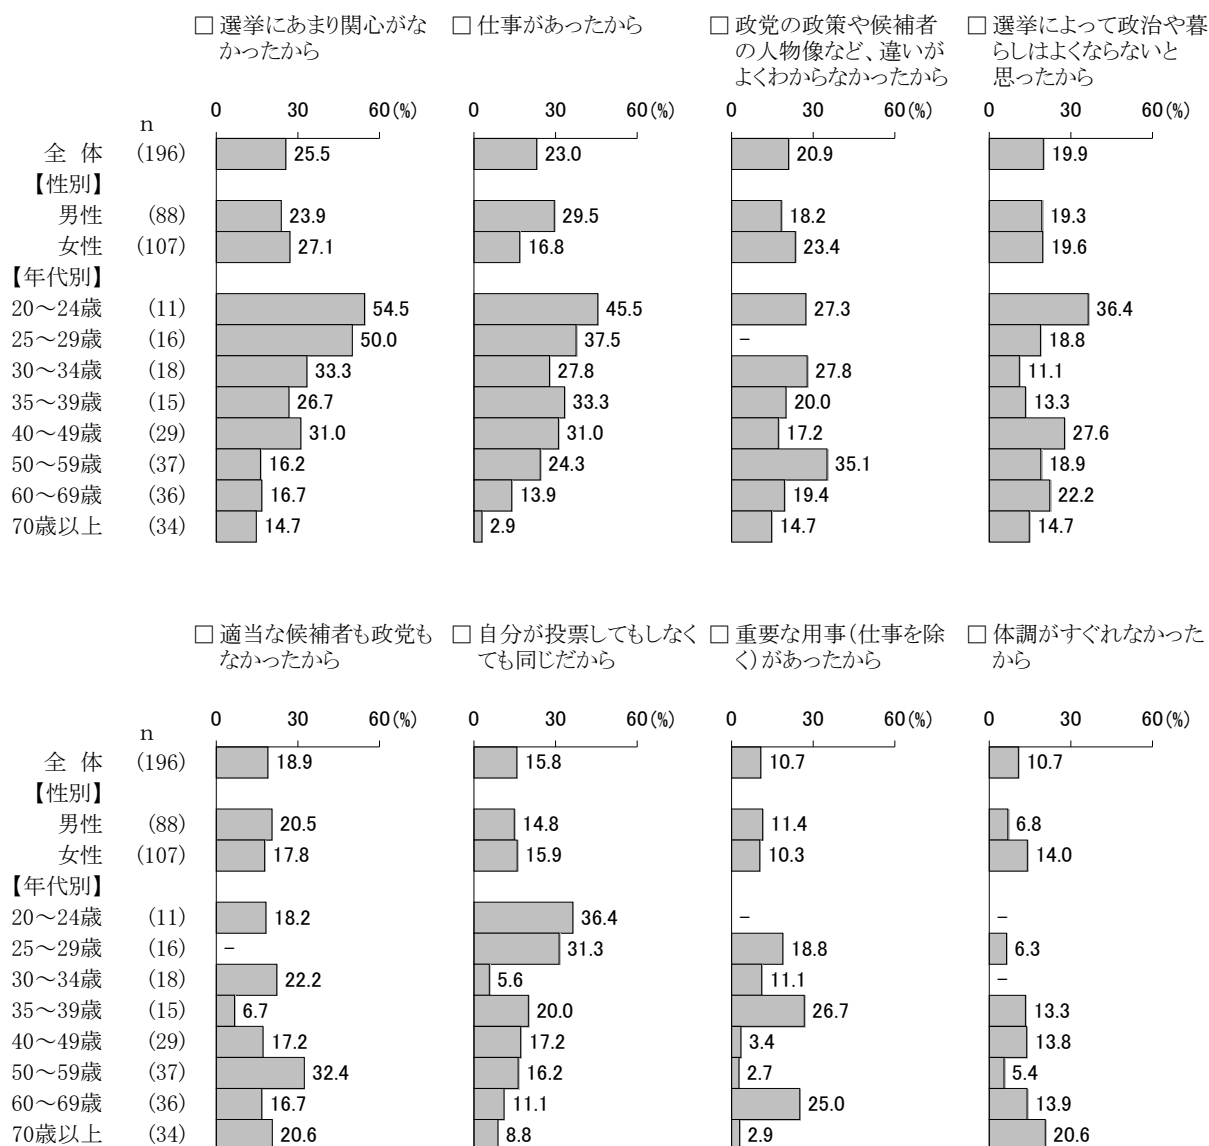 □ 選挙にあまり関心がな □ 仕事があったから □ 政党の政策や候補者 □ 選挙によって政治や暮
かったから の人物像など、違いが らしはよくならないと
よくわからなかったから 思ったから
0 30 60(%) 0 30 60(%) 0 30 60(%) 0 30 60(%)
n
全 体 (196) 25.5 23.0 20.9 19.9
【性別】
男性 (88) 23.9 29.5 18.2 19.3
女性 (107) 27.1 16.8 23.4 19.6
【年代別】
20～24歳 (11) 54.5 45.5 27.3 36.4
25～29歳 (16) 50.0 37.5 - 18.8
30～34歳 (18) 33.3 27.8 27.8 11.1
35～39歳 (15) 26.7 33.3 20.0 13.3
40～49歳 (29) 31.0 31.0 17.2 27.6
50～59歳 (37) 16.2 24.3 35.1 18.9
60～69歳 (36) 16.7 13.9 19.4 22.2
70歳以上 (34) 14.7 2.9 14.7 14.7
□ 適当な候補者も政党も □ 自分が投票してもしなく □ 重要な用事(仕事を除 □ 体調がすぐれなかった
なかったから ても同じだから く)があったから から
0 30 60(%) 0 30 60(%) 0 30 60(%) 0 30 60(%)
n
全 体 (196) 18.9 15.8 10.7 10.7
【性別】
男性 (88) 20.5 14.8 11.4 6.8
女性 (107) 17.8 15.9 10.3 14.0
【年代別】
20～24歳 (11) 18.2 36.4 - -
25～29歳 (16) - 31.3 18.8 6.3
30～34歳 (18) 22.2 5.6 11.1 -
35～39歳 (15) 6.7 20.0 26.7 13.3
40～49歳 (29) 17.2 17.2 3.4 13.8
50～59歳 (37) 32.4 16.2 2.7 5.4
60～69歳 (36) 16.7 11.1 25.0 13.9
70歳以上 (34) 20.6 8.8 2.9 20.6